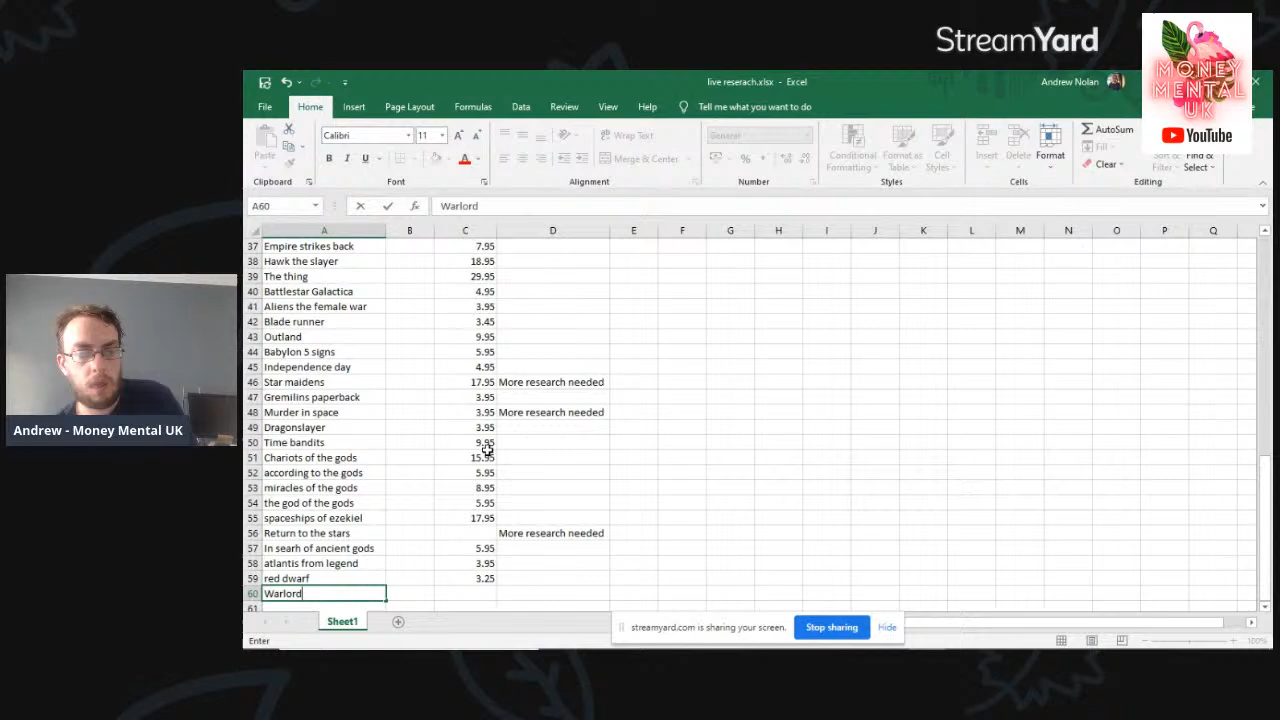 StreamYard
MONEY
MENTAL
UK
YouTube
live reserach.xlsx - Excel
Andrew Nolan
File Home Insert Page Layout Formulas Data Review View Help Tell me what you want to do
Paste
Calibri 11
B I U
Wrap Text
Merge & Center
General
Conditional Formatting
Format as Table
Cell Styles
Insert Delete Format
AutoSum
Fill
Clear
Sort & Filter
Find & Select
Clipboard Font Alignment Number Styles Cells Editing
A60 fx Warlord
A B C D E F G H I J K L M N O P Q
37 Empire strikes back 7.95
38 Hawk the slayer 18.95
39 The thing 29.95
40 Battlestar Galactica 4.95
41 Aliens the female war 3.95
42 Blade runner 3.45
43 Outland 9.95
44 Babylon 5 signs 5.95
45 Independence day 4.95
46 Star maidens 17.95 More research needed
47 Gremilins paperback 3.95
48 Murder in space 3.95 More research needed
49 Dragonslayer 3.95
50 Time bandits 9.95
51 Chariots of the gods 15.95
52 according to the gods 5.95
53 miracles of the gods 8.95
54 the god of the gods 5.95
55 spaceships of ezekiel 17.95
56 Return to the stars More research needed
57 In searh of ancient gods 5.95
58 atlantis from legend 3.95
59 red dwarf 3.25
60 Warlord
61
Sheet1
streamyard.com is sharing your screen. Stop sharing Hide
Enter
100%
Andrew - Money Mental UK